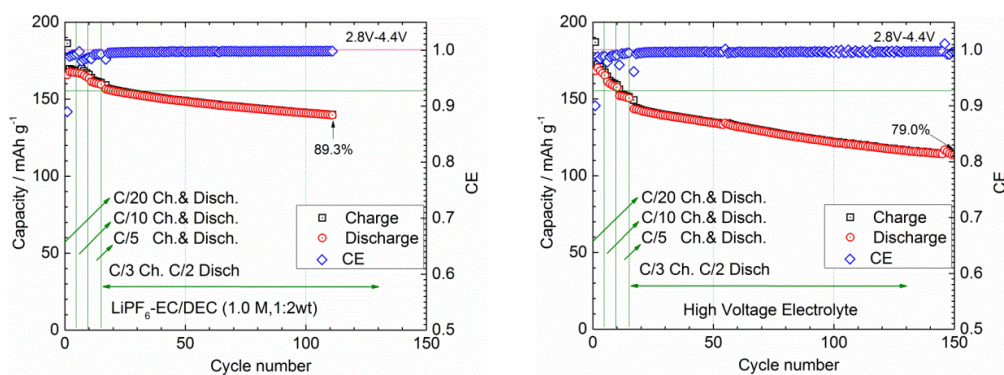 200
150
100
50
0
Capacity / mAh g⁻¹
2.8V-4.4V
89.3%
C/20 Ch.& Disch.
C/10 Ch.& Disch.
C/5 Ch.& Disch.
Charge
Discharge
CE
C/3 Ch. C/2 Disch
LiPF₆-EC/DEC (1.0 M,1:2wt)
1.0
0.9
0.8
0.7
0.6
0.5
CE
0 50 100 150
Cycle number
200
150
100
50
0
Capacity / mAh g⁻¹
2.8V-4.4V
79.0%
C/20 Ch.& Disch.
C/10 Ch.& Disch.
C/5 Ch.& Disch.
Charge
Discharge
CE
C/3 Ch. C/2 Disch
High Voltage Electrolyte
1.0
0.9
0.8
0.7
0.6
0.5
CE
0 50 100 150
Cycle number